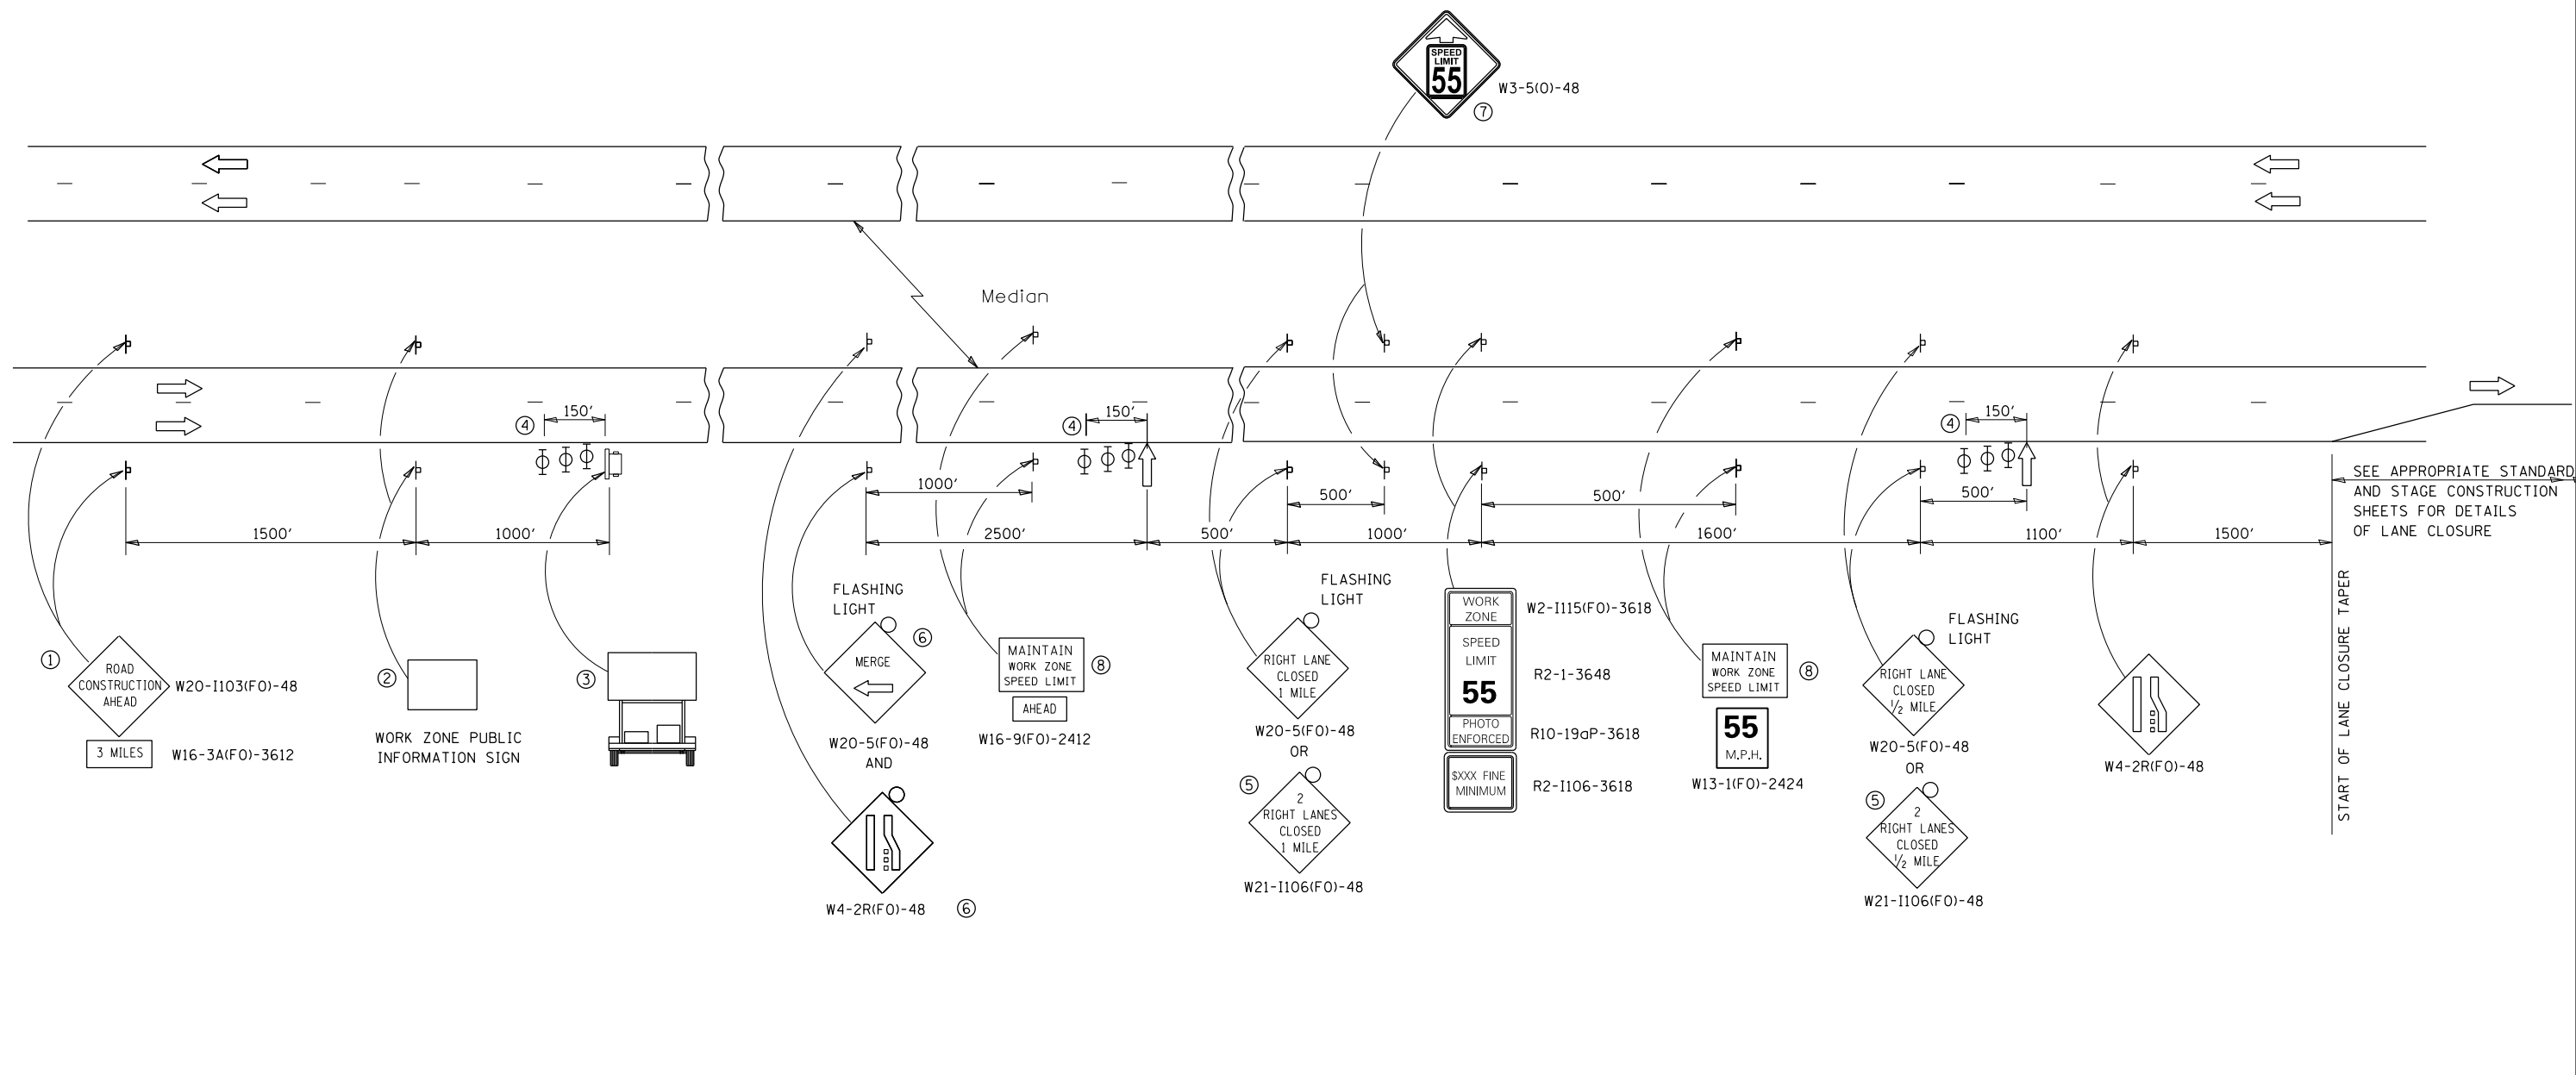 SPEED
LIMIT
55
W3-5(O)-48
7
Median
4
150'
4
150'
4
150'
1000'
500'
500'
500'
1500'
1000'
2500'
500'
1000'
1600'
1100'
1500'
SEE APPROPRIATE STANDARD
AND STAGE CONSTRUCTION
SHEETS FOR DETAILS
OF LANE CLOSURE
START OF LANE CLOSURE TAPER
1
ROAD
CONSTRUCTION
AHEAD
W20-I103(FO)-48
3 MILES
W16-3A(FO)-3612
2
WORK ZONE PUBLIC
INFORMATION SIGN
3
FLASHING
LIGHT
6
MERGE
W20-5(FO)-48
AND
W4-2R(FO)-48
6
MAINTAIN
WORK ZONE
SPEED LIMIT
8
AHEAD
W16-9(FO)-2412
FLASHING
LIGHT
RIGHT LANE
CLOSED
1 MILE
W20-5(FO)-48
OR
5
2
RIGHT LANES
CLOSED
1 MILE
W21-I106(FO)-48
WORK
ZONE
W2-I115(FO)-3618
SPEED
LIMIT
55
R2-1-3648
PHOTO
ENFORCED
R10-19aP-3618
$XXX FINE
MINIMUM
R2-I106-3618
MAINTAIN
WORK ZONE
SPEED LIMIT
8
55
M.P.H.
W13-1(FO)-2424
FLASHING
LIGHT
RIGHT LANE
CLOSED
1/2 MILE
W20-5(FO)-48
OR
5
2
RIGHT LANES
CLOSED
1/2 MILE
W21-I106(FO)-48
W4-2R(FO)-48